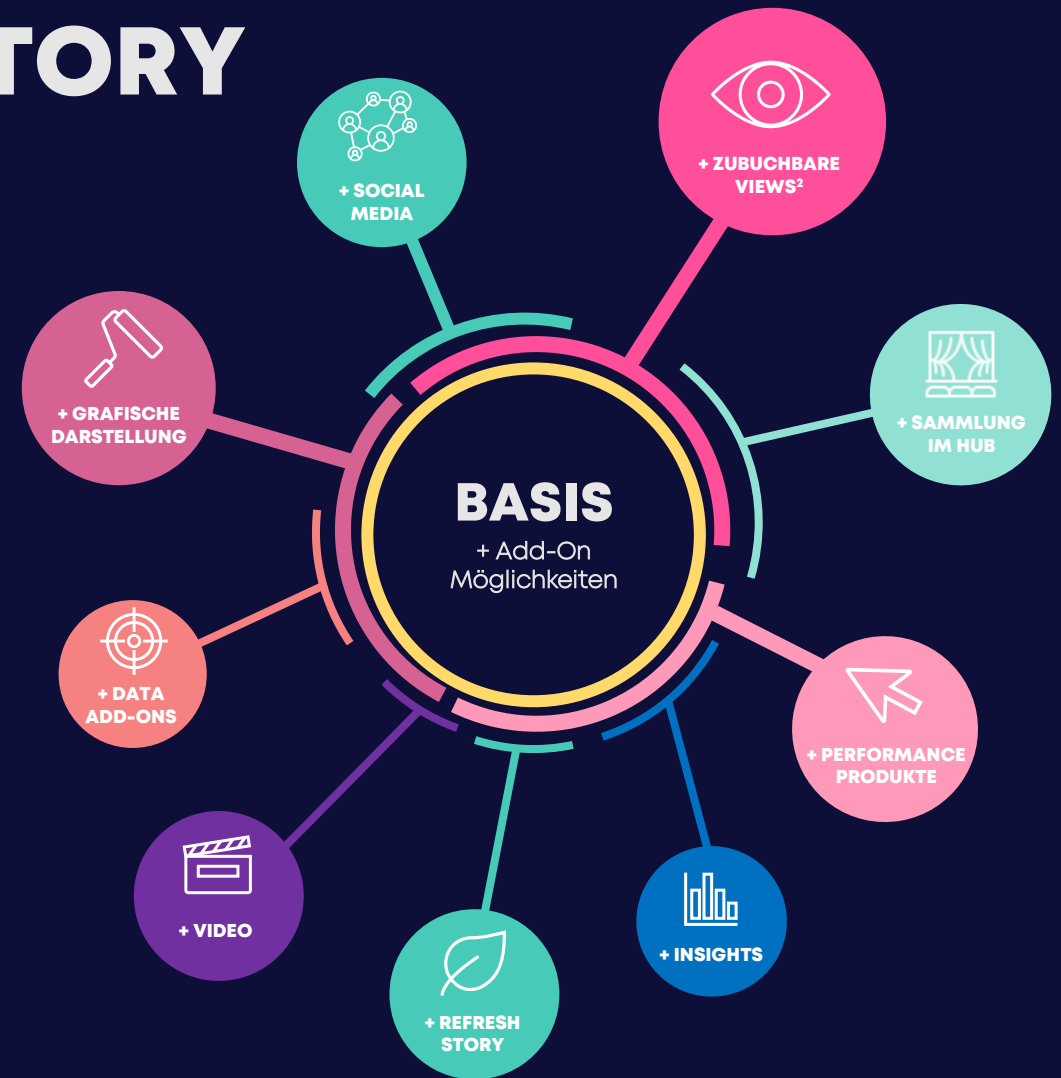 TORY
+ SOCIAL
MEDIA
+ ZUBUCHBARE
VIEWS²
+ GRAFISCHE
DARSTELLUNG
+ SAMMLUNG
IM HUB
BASIS
+ Add-On
Möglichkeiten
+ DATA
ADD-ONS
+ PERFORMANCE
PRODUKTE
+ VIDEO
+ INSIGHTS
+ REFRESH
STORY